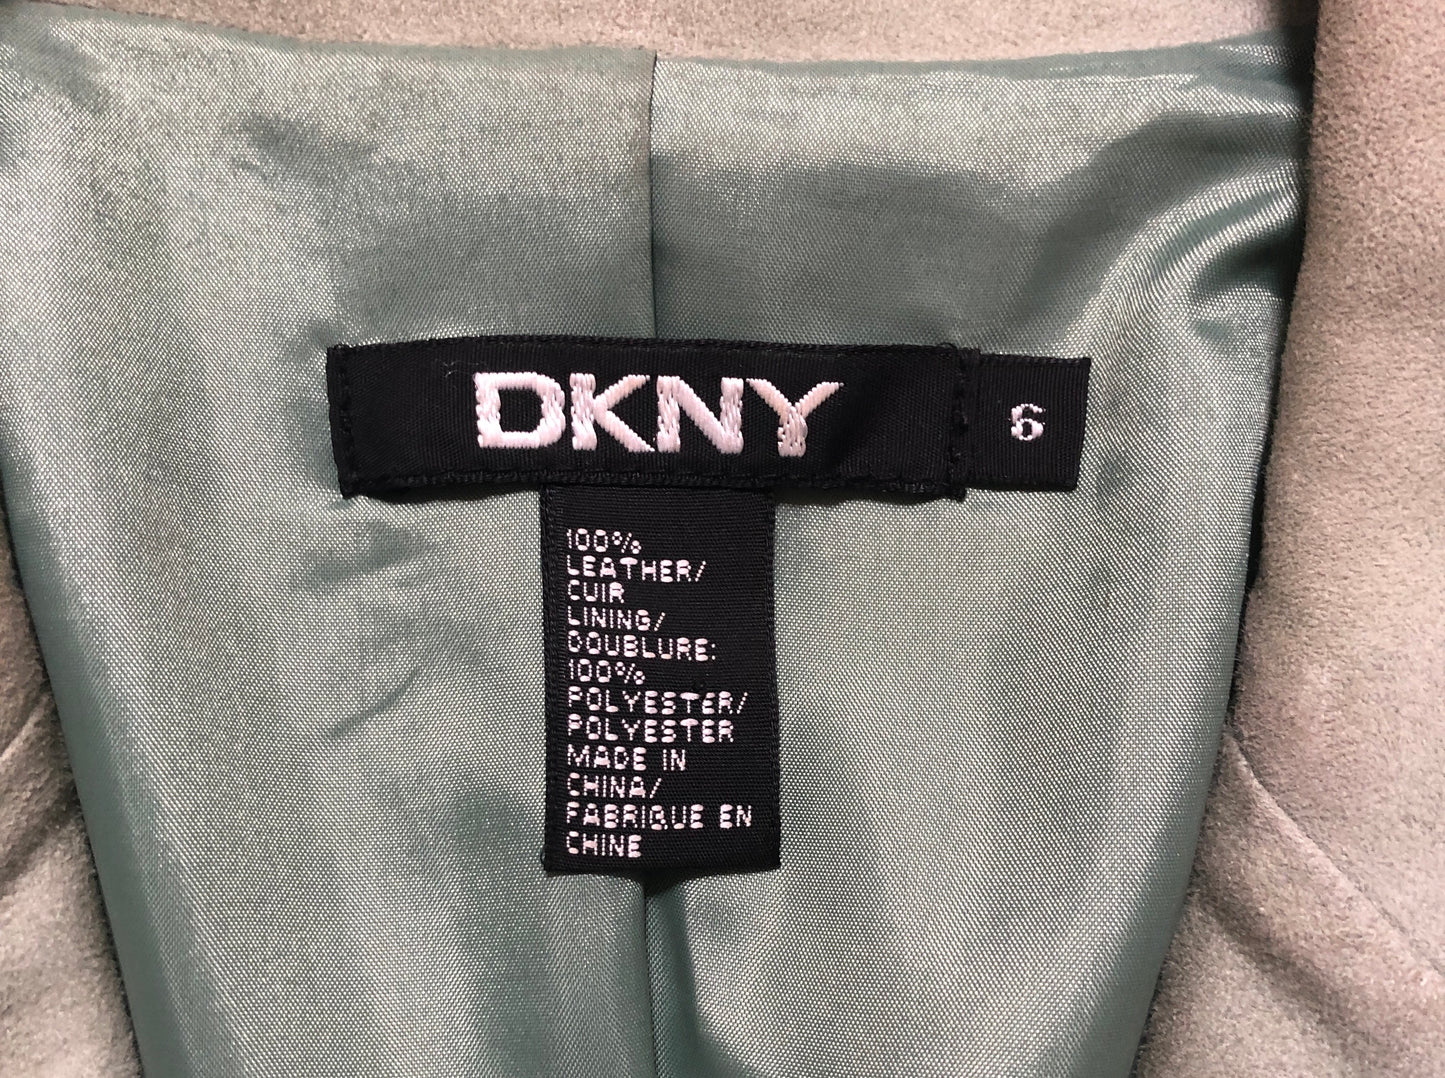 DKNY
6
100%
LEATHER/
CUIR
LINING/
DOUBLURE:
100%
POLYESTER/
POLYESTER
MADE IN
CHINA/
FABRIQUE EN
CHINE